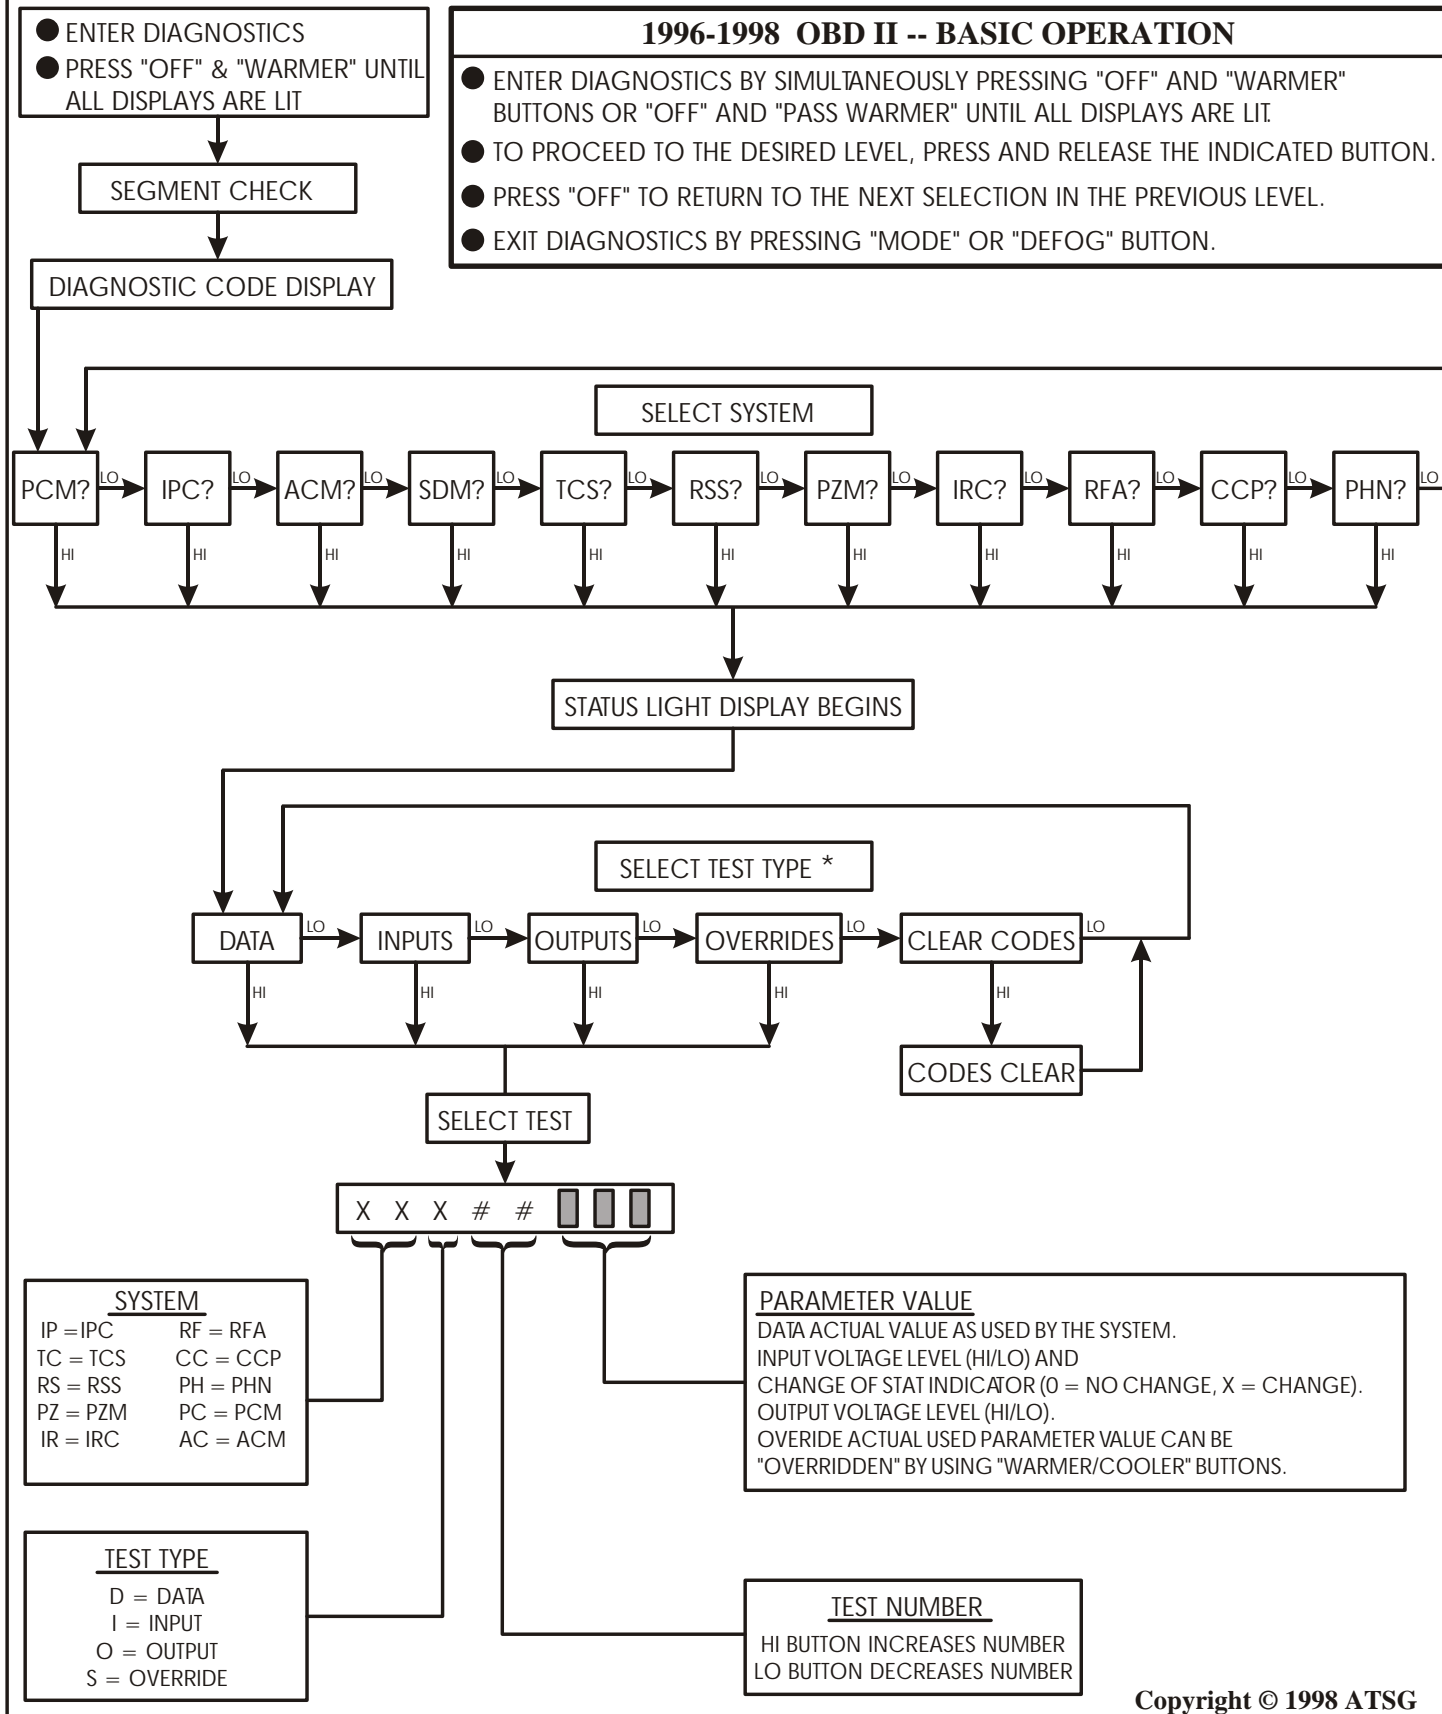 ● ENTER DIAGNOSTICS
● PRESS "OFF" & "WARMER" UNTIL
ALL DISPLAYS ARE LIT
SEGMENT CHECK
DIAGNOSTIC CODE DISPLAY
1996-1998 OBD II -- BASIC OPERATION
● ENTER DIAGNOSTICS BY SIMULTANEOUSLY PRESSING "OFF" AND "WARMER"
BUTTONS OR "OFF" AND "PASS WARMER" UNTIL ALL DISPLAYS ARE LIT.
● TO PROCEED TO THE DESIRED LEVEL, PRESS AND RELEASE THE INDICATED BUTTON.
● PRESS "OFF" TO RETURN TO THE NEXT SELECTION IN THE PREVIOUS LEVEL.
● EXIT DIAGNOSTICS BY PRESSING "MODE" OR "DEFOG" BUTTON.
SELECT SYSTEM
PCM? LO IPC? LO ACM? LO SDM? LO TCS? LO RSS? LO PZM? LO IRC? LO RFA? LO CCP? LO PHN? LO
HI HI HI HI HI HI HI HI HI HI HI
STATUS LIGHT DISPLAY BEGINS
SELECT TEST TYPE *
DATA LO INPUTS LO OUTPUTS LO OVERRIDES LO CLEAR CODES LO
HI HI HI HI HI
CODES CLEAR
SELECT TEST
X X X # #
SYSTEM
IP =IPC RF = RFA
TC = TCS CC = CCP
RS = RSS PH = PHN
PZ = PZM PC = PCM
IR = IRC AC = ACM
PARAMETER VALUE
DATA ACTUAL VALUE AS USED BY THE SYSTEM.
INPUT VOLTAGE LEVEL (HI/LO) AND
CHANGE OF STAT INDICATOR (0 = NO CHANGE, X = CHANGE).
OUTPUT VOLTAGE LEVEL (HI/LO).
OVERIDE ACTUAL USED PARAMETER VALUE CAN BE
"OVERRIDDEN" BY USING "WARMER/COOLER" BUTTONS.
TEST TYPE
D = DATA
I = INPUT
O = OUTPUT
S = OVERRIDE
TEST NUMBER
HI BUTTON INCREASES NUMBER
LO BUTTON DECREASES NUMBER
Copyright © 1998 ATSG